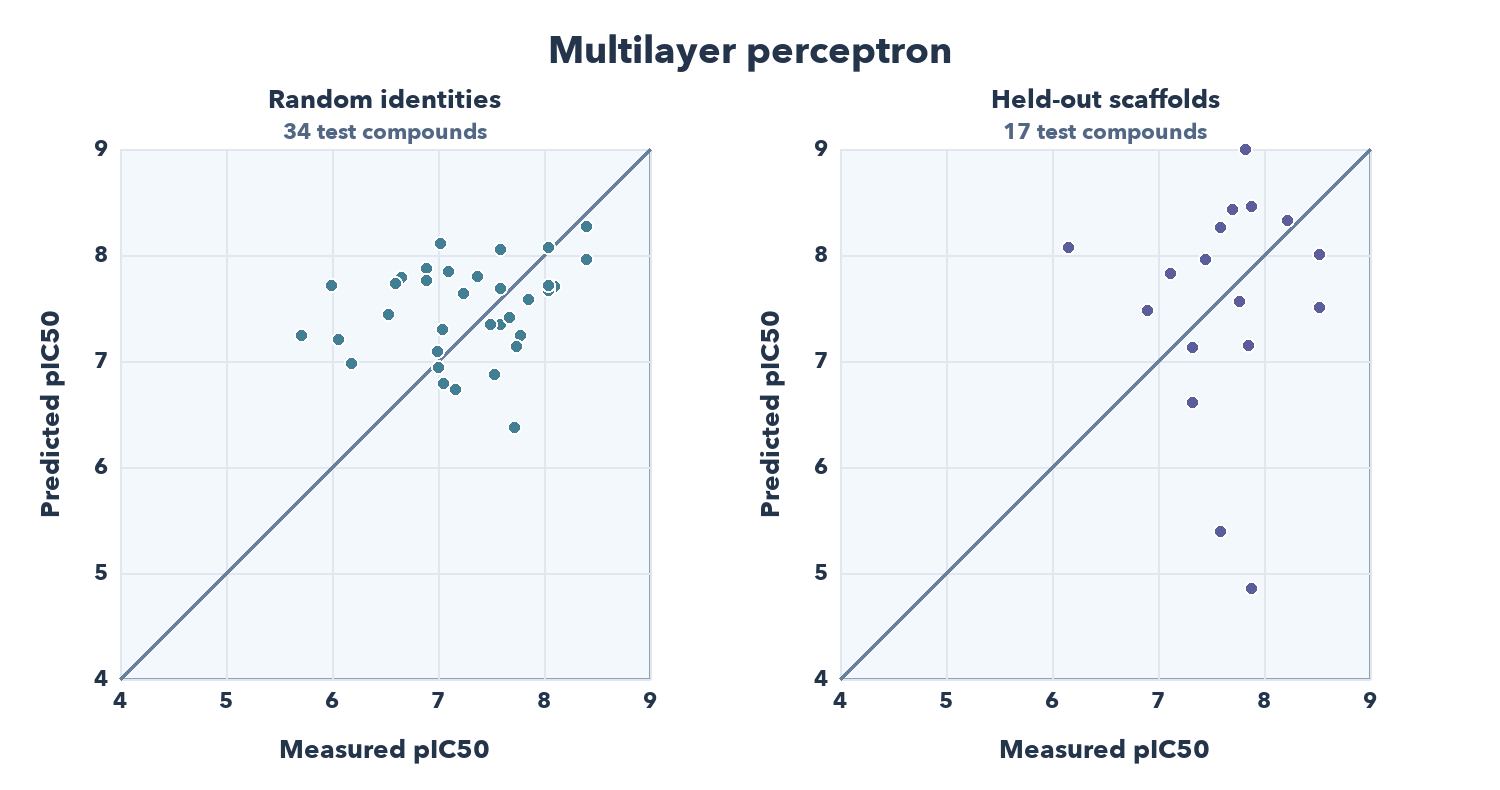 Multilayer perceptron
Random identities
34 test compounds
9
8
7
6
5
4
4 5 6 7 8 9
Predicted pIC50
Measured pIC50
Held-out scaffolds
17 test compounds
9
8
7
6
5
4
4 5 6 7 8 9
Predicted pIC50
Measured pIC50